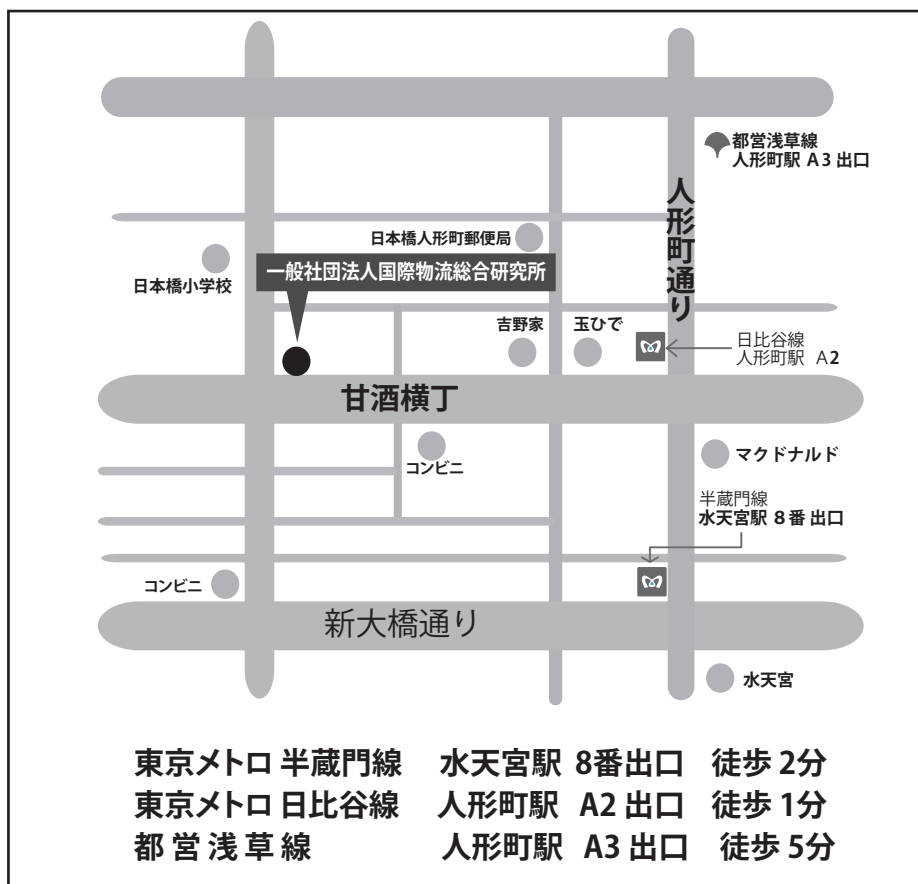 都営浅草線
人形町駅 A3 出口
人形町通り
日本橋人形町郵便局
日本橋小学校
一般社団法人国際物流総合研究所
吉野家
玉ひで
日比谷線
人形町駅 A2
甘酒横丁
コンビニ
マクドナルド
半蔵門線
水天宮駅 8番 出口
コンビニ
新大橋通り
水天宮
東京メトロ 半蔵門線 水天宮駅 8番出口 徒歩 2分
東京メトロ 日比谷線 人形町駅 A2 出口 徒歩 1分
都 営 浅 草 線 人形町駅 A3 出口 徒歩 5分